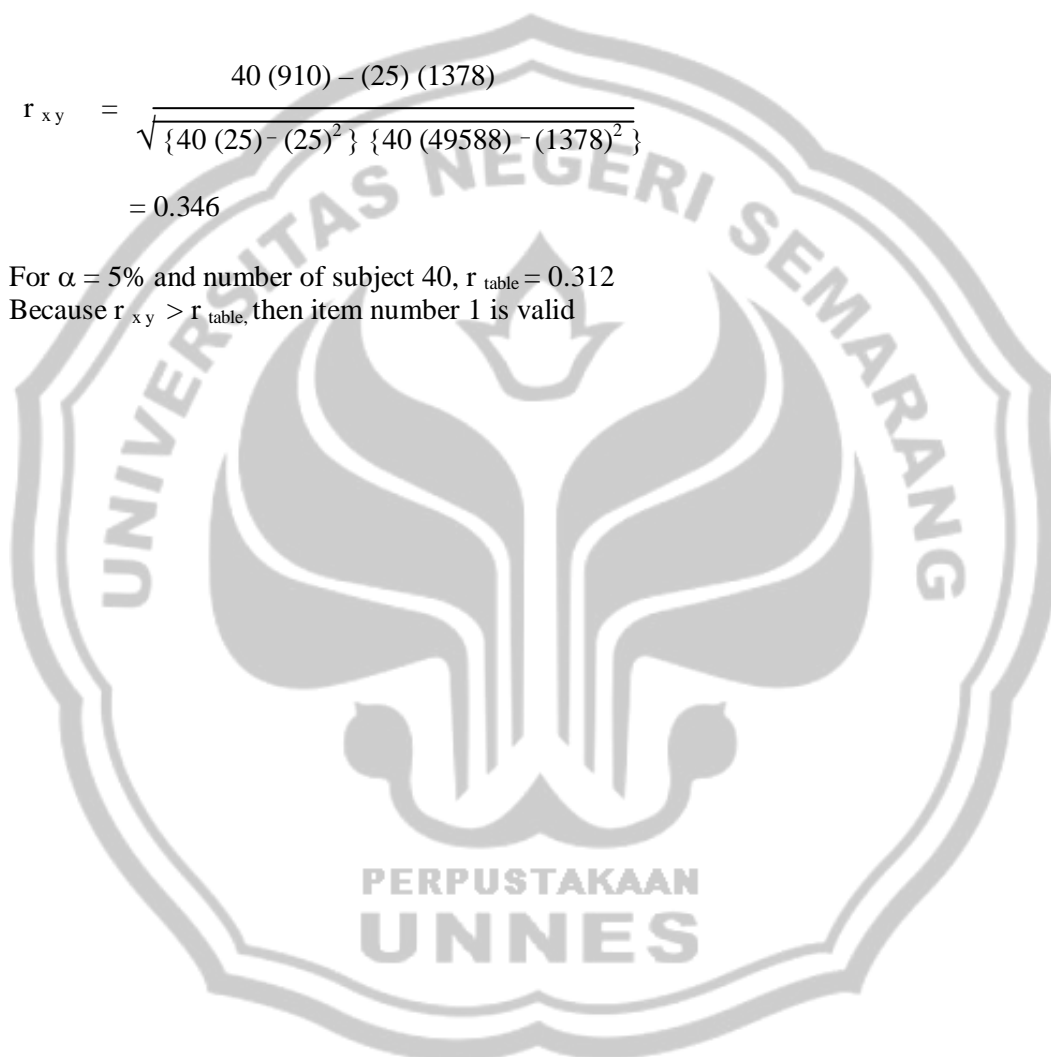 40 (910) – (25) (1378)
r x y =
√ {40 (25) - (25)2 } {40 (49588) - (1378)2 }
= 0.346
For α = 5% and number of subject 40, r table = 0.312
Because r x y > r table, then item number 1 is valid
UNIVERSITAS NEGERI SEMARANG
PERPUSTAKAAN
UNNES